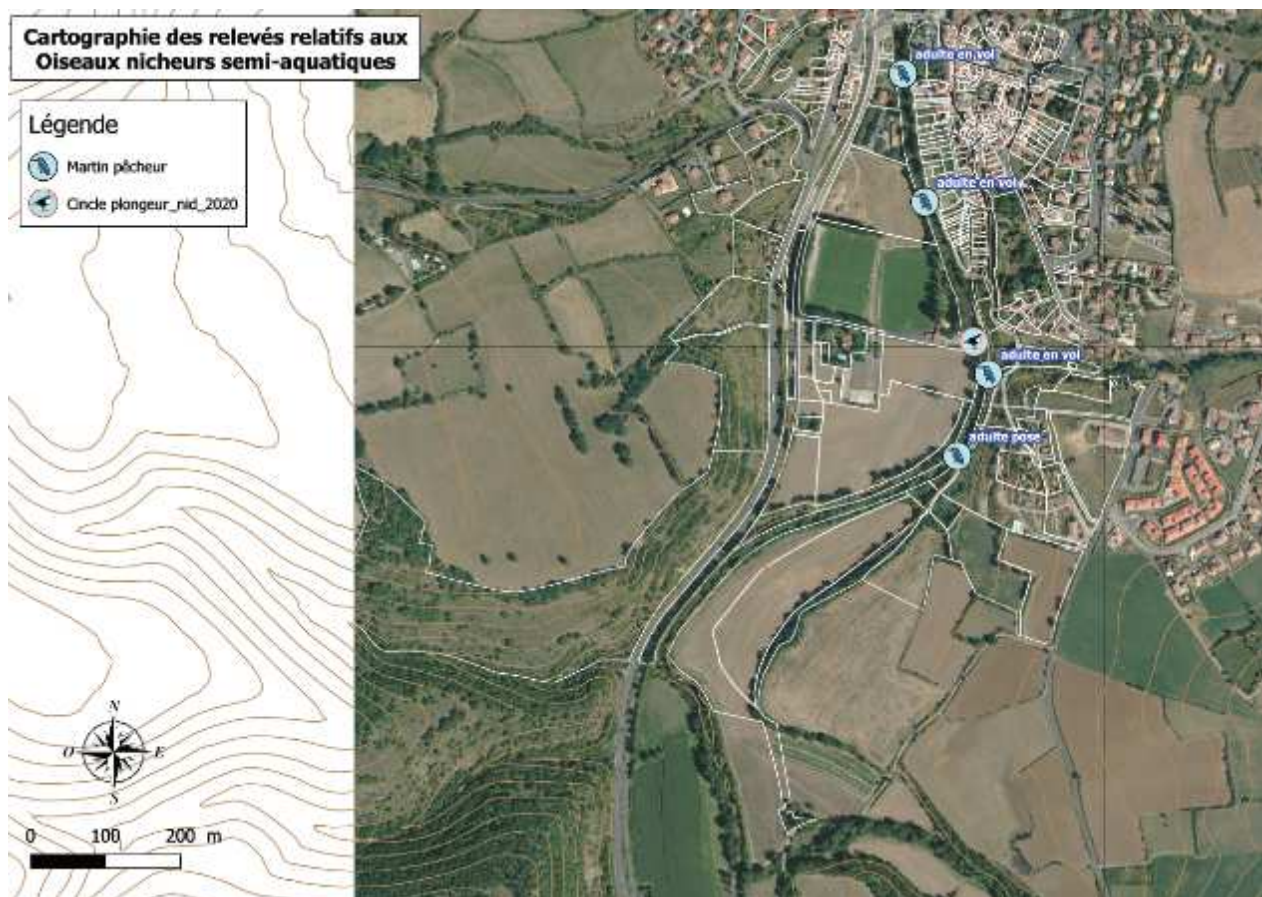 Cartographie des relevés relatifs aux
Oiseaux nicheurs semi-aquatiques
Légende
Martin pêcheur
Cincle plongeur_nid_2020
adulte en vol
adulte en vol
adulte en vol
adulte posé
N
O
E
S
0 100 200 m